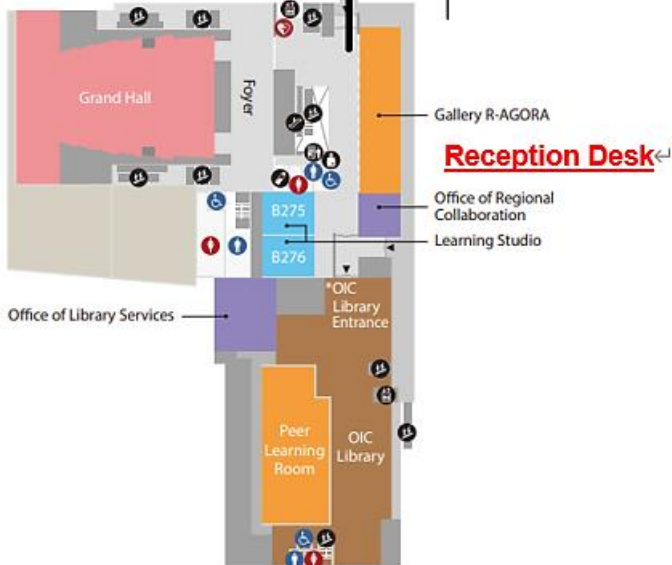 Grand Hall
Foyer
Gallery R-AGORA
Reception Desk↵
B275
Office of Regional
Collaboration
Learning Studio
B276
*OIC
Library
Entrance
Office of Library Services
Peer
Learning
Room
OIC
Library